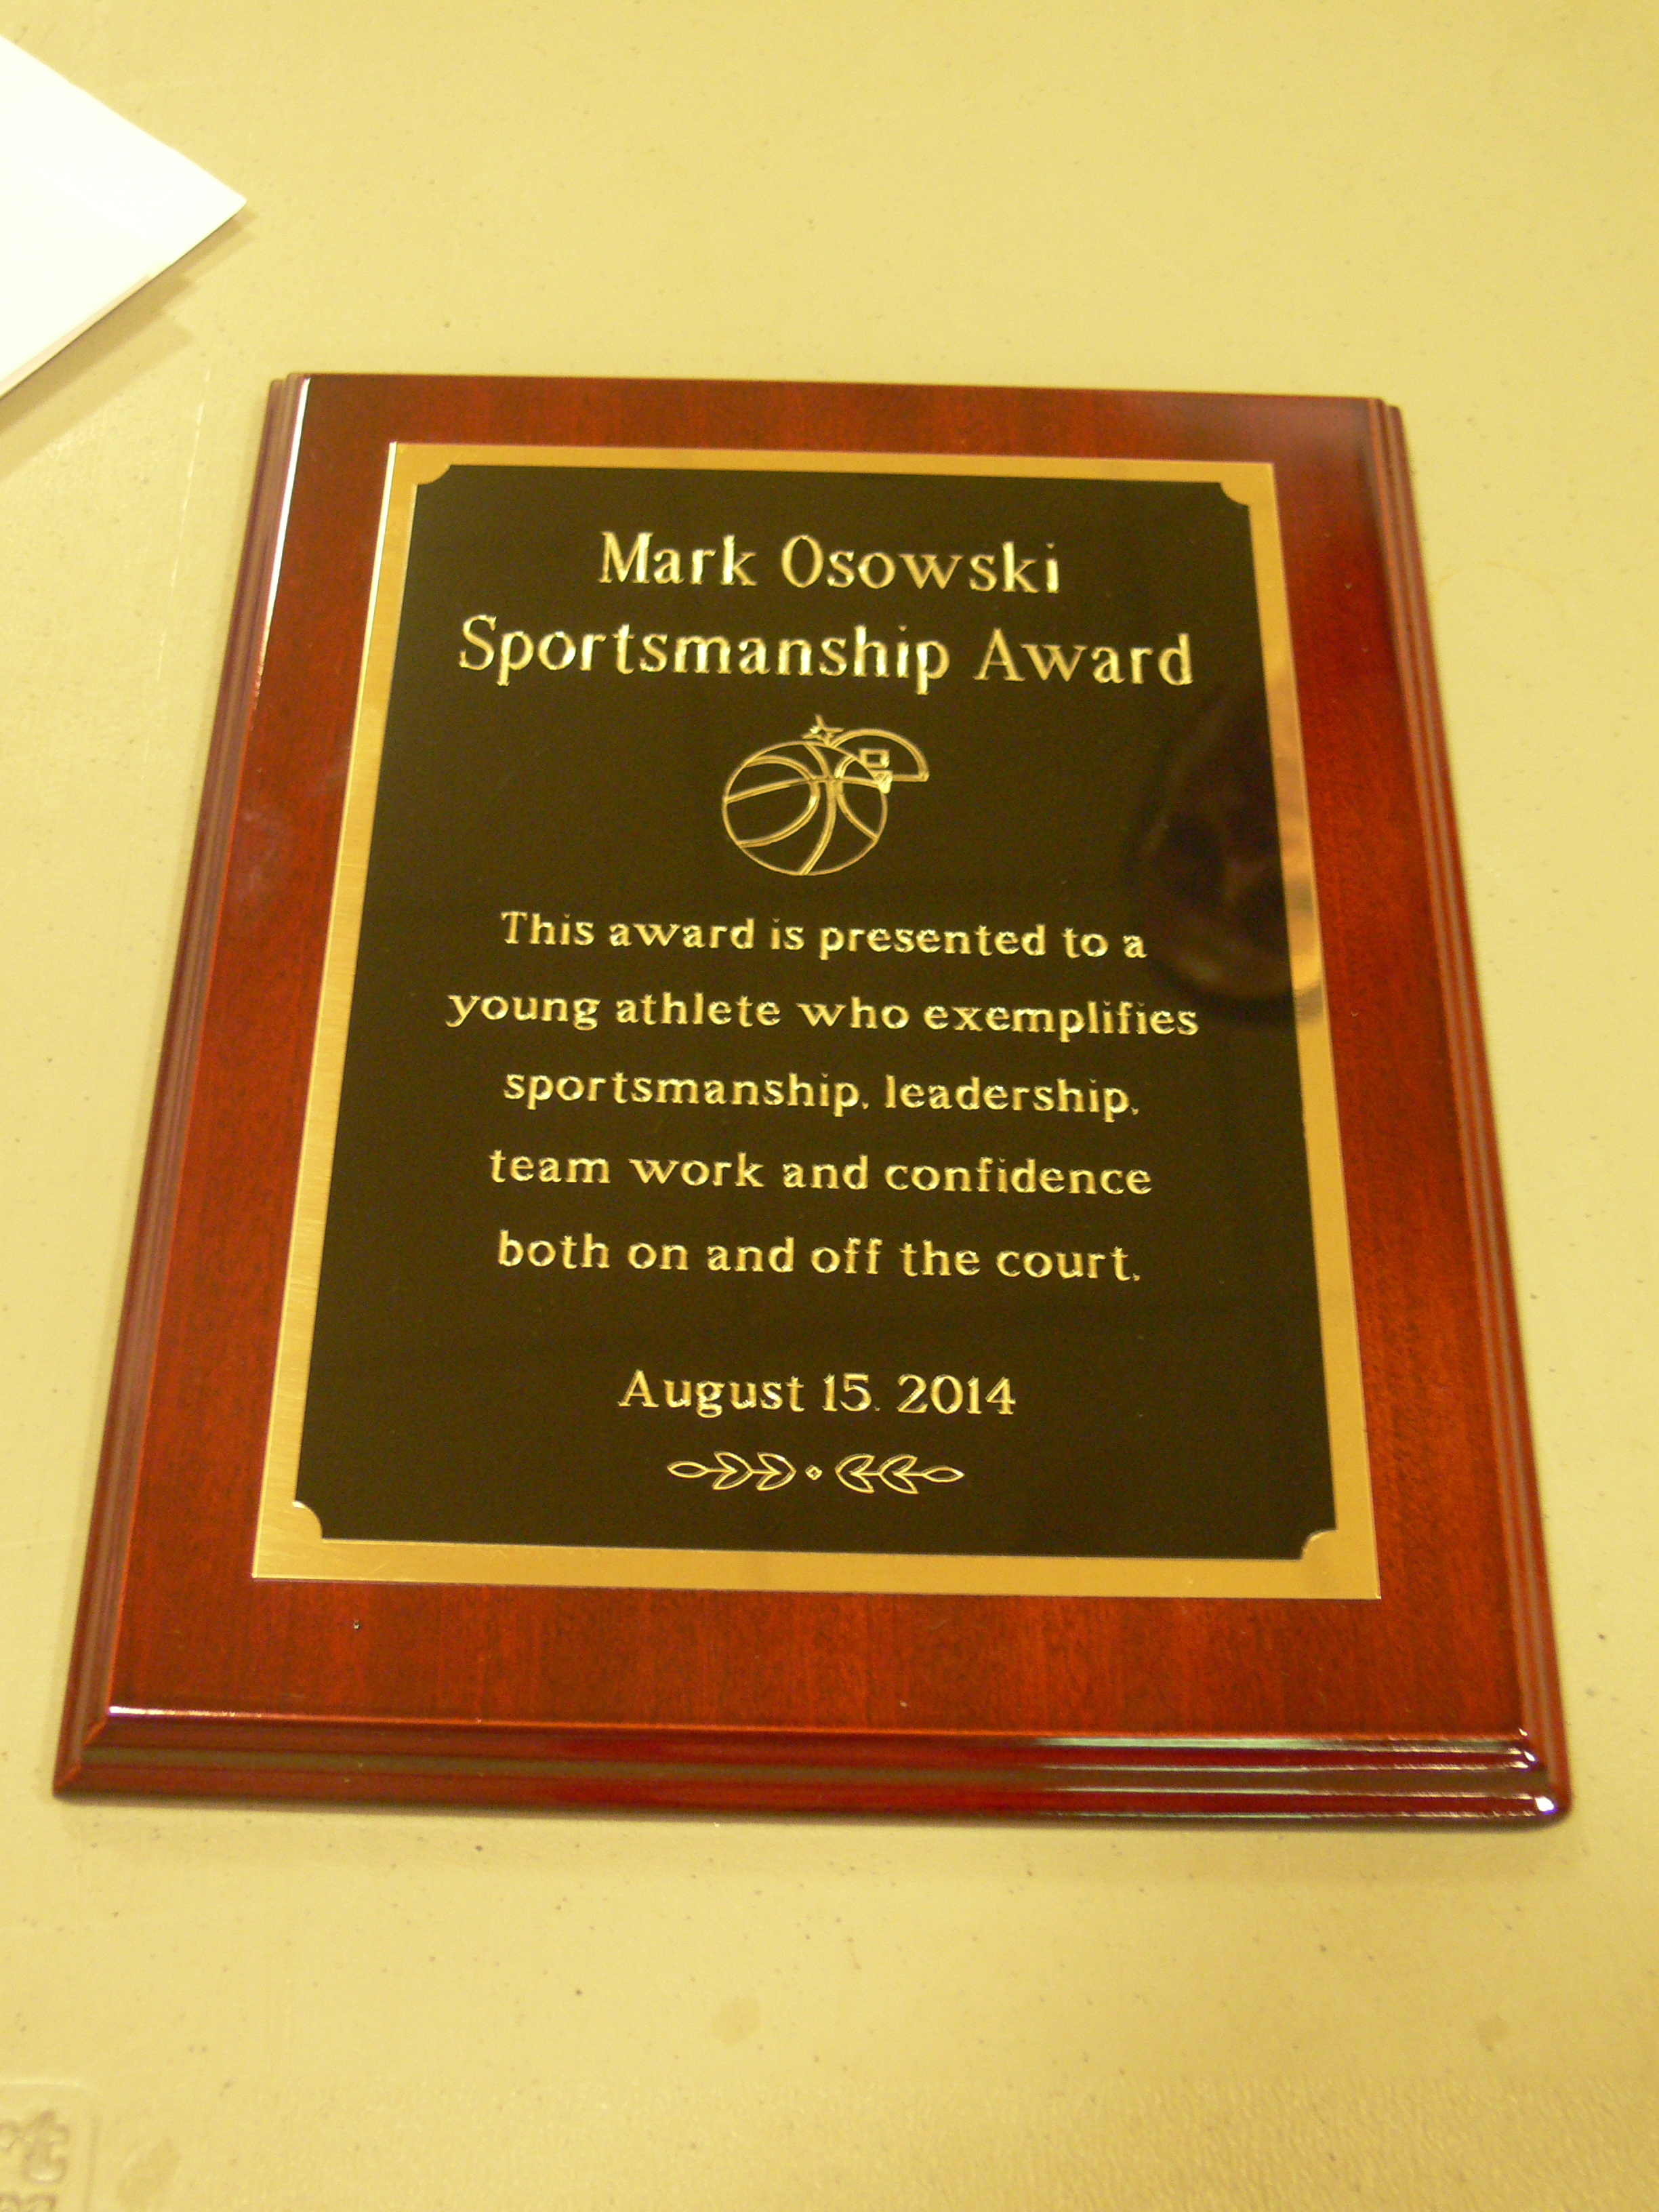 Mark Osowski
Sportsmanship Award
This award is presented to a
young athlete who exemplifies
sportsmanship, leadership,
team work and confidence
both on and off the court.
August 15, 2014